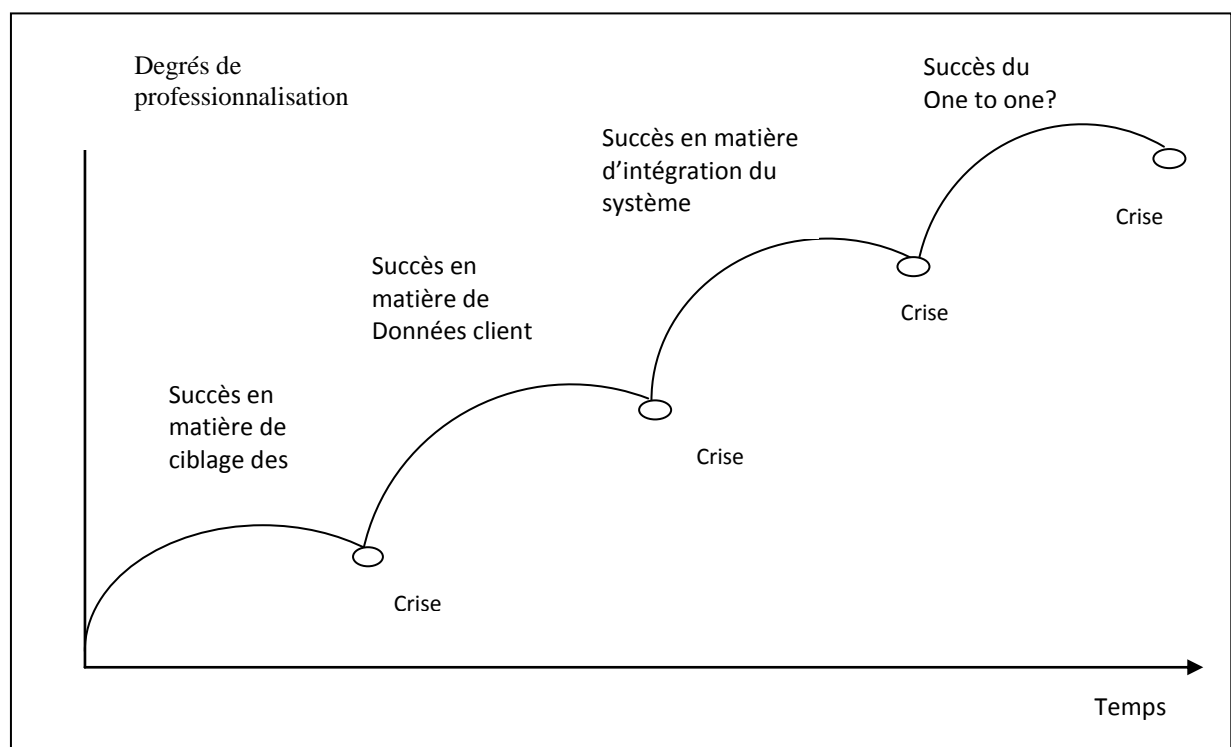 Degrés de
professionnalisation
Succès du
One to one?
Succès en matière
d’intégration du
système
Crise
Succès en
matière de
Données client
Crise
Succès en
matière de
ciblage des
Crise
Crise
Temps